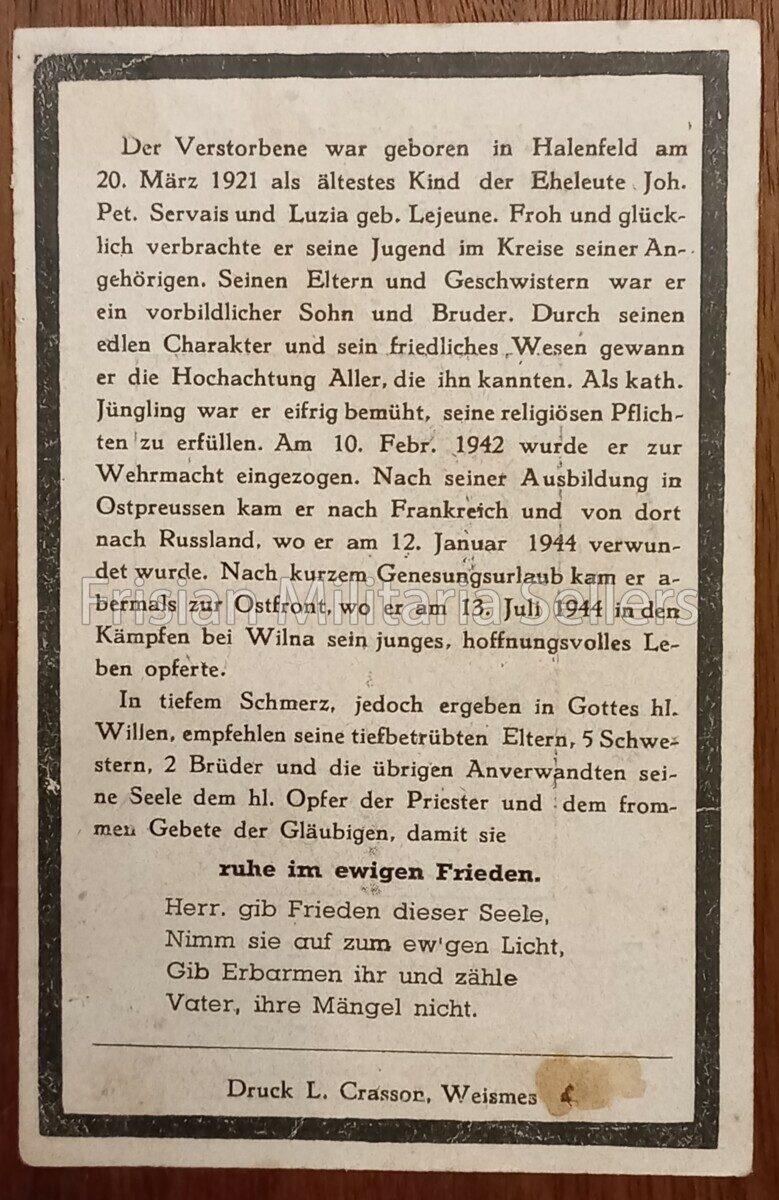 Der Verstorbene war geboren in Halenfeld am
20. März 1921 als ältestes Kind der Eheleute Joh.
Pet. Servais und Luzia geb. Lejeune. Froh und glück-
lich verbrachte er seine Jugend im Kreise seiner An-
gehörigen. Seinen Eltern und Geschwistern war er
ein vorbildlicher Sohn und Bruder. Durch seinen
edlen Charakter und sein friedliches Wesen gewann
er die Hochachtung Aller, die ihn kannten. Als kath.
Jüngling war er eifrig bemüht, seine religiösen Pflich-
ten zu erfüllen. Am 10. Febr. 1942 wurde er zur
Wehrmacht eingezogen. Nach seiner Ausbildung in
Ostpreussen kam er nach Frankreich und von dort
nach Russland, wo er am 12. Januar 1944 verwun-
det wurde. Nach kurzem Genesungsurlaub kam er a-
Frisian Militaria Sellers
bermals zur Ostfront, wo er am 13. Juli 1944 in den
Kämpfen bei Wilna sein junges, hoffnungsvolles Le-
ben opferte.
In tiefem Schmerz, jedoch ergeben in Gottes hl.
Willen, empfehlen seine tiefbetrübten Eltern, 5 Schwe-
stern, 2 Brüder und die übrigen Anverwandten sei-
ne Seele dem hl. Opfer der Priester und dem from-
men Gebete der Gläubigen, damit sie
ruhe im ewigen Frieden.
Herr. gib Frieden dieser Seele,
Nimm sie auf zum ew'gen Licht,
Gib Erbarmen ihr und zähle
Vater, ihre Mängel nicht.
Druck L. Crasson, Weismes